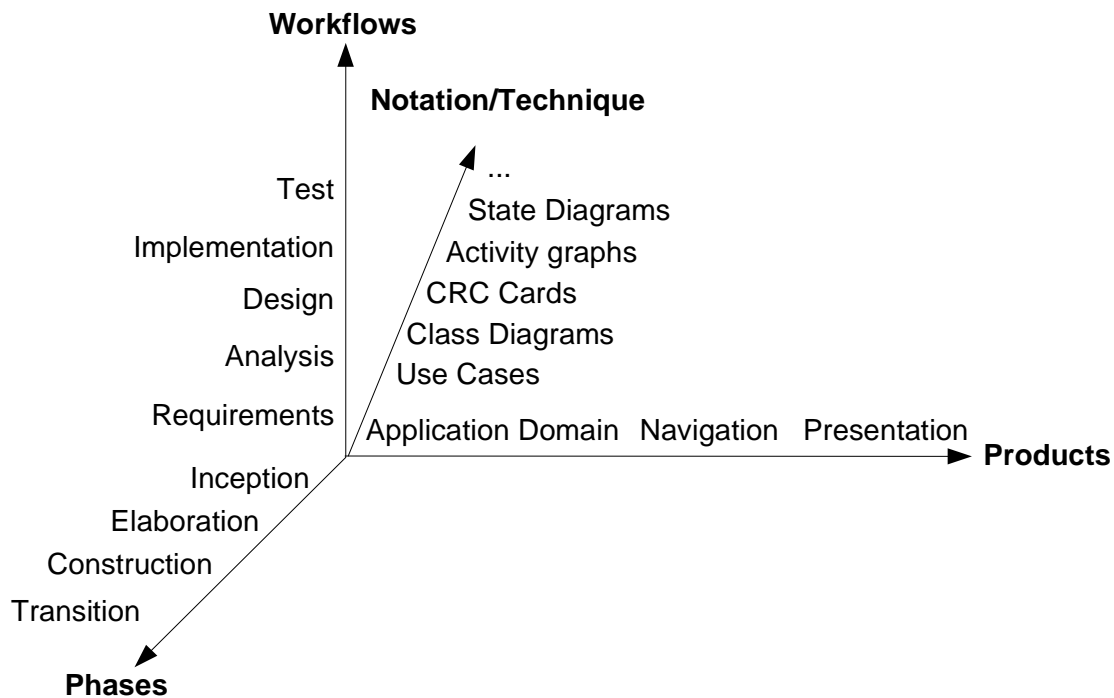 Workflows
Notation/Technique
...
Test
State Diagrams
Implementation
Activity graphs
CRC Cards
Design
Class Diagrams
Analysis
Use Cases
Requirements
Application Domain Navigation Presentation
Products
Inception
Elaboration
Construction
Transition
Phases